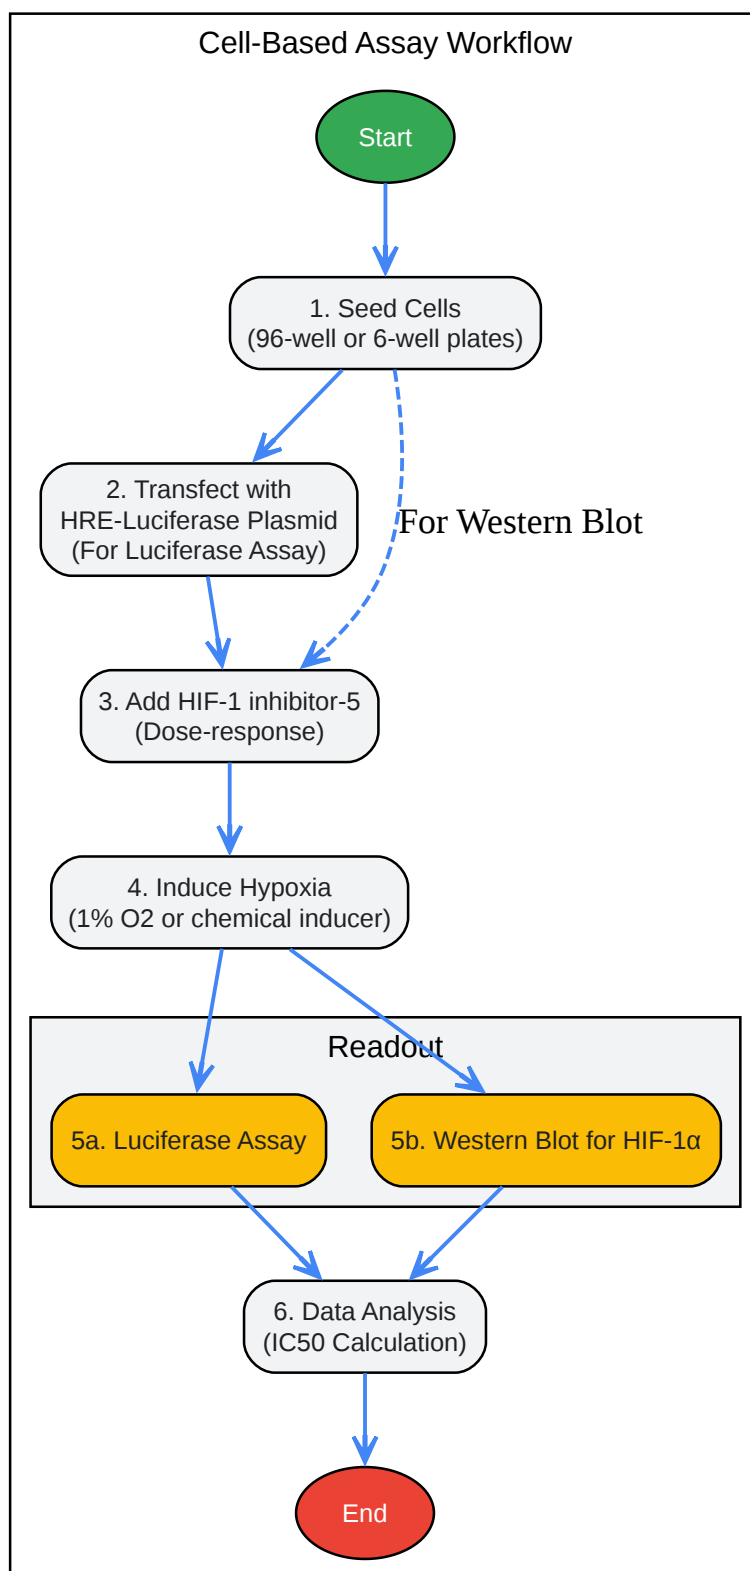 Cell-Based Assay Workflow
Start
1. Seed Cells
(96-well or 6-well plates)
2. Transfect with
HRE-Luciferase Plasmid
(For Luciferase Assay)
For Western Blot
3. Add HIF-1 inhibitor-5
(Dose-response)
4. Induce Hypoxia
(1% O2 or chemical inducer)
Readout
5a. Luciferase Assay
5b. Western Blot for HIF-1α
6. Data Analysis
(IC50 Calculation)
End